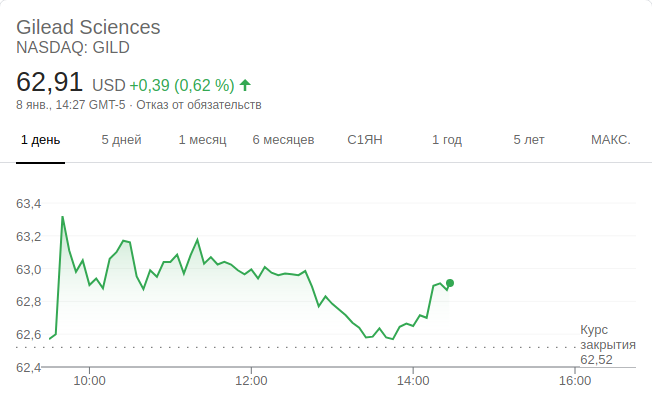 Gilead Sciences
NASDAQ: GILD
62,91 USD +0,39 (0,62 %)
8 янв., 14:27 GMT-5 · Отказ от обязательств
1 день 5 дней 1 месяц 6 месяцев С1ЯН 1 год 5 лет МАКС.
63,4
63,2
63,0
62,8
62,6
62,4
Курс
закрытия
62,52
10:00 12:00 14:00 16:00